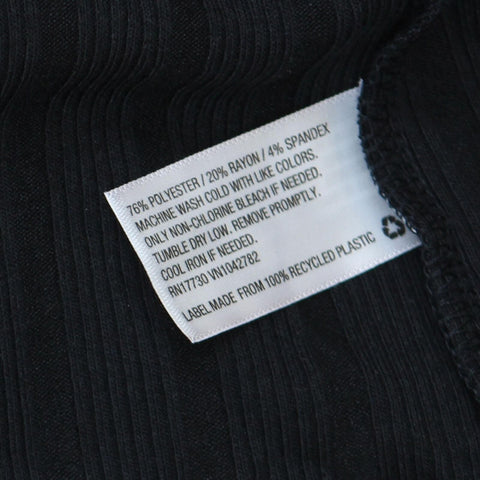 76% POLYESTER / 20% RAYON / 4% SPANDEX
MACHINE WASH COLD WITH LIKE COLORS.
ONLY NON-CHLORINE BLEACH IF NEEDED.
TUMBLE DRY LOW. REMOVE PROMPTLY.
COOL IRON IF NEEDED.
RN17730 VN1042782
LABEL MADE FROM 100% RECYCLED PLASTIC